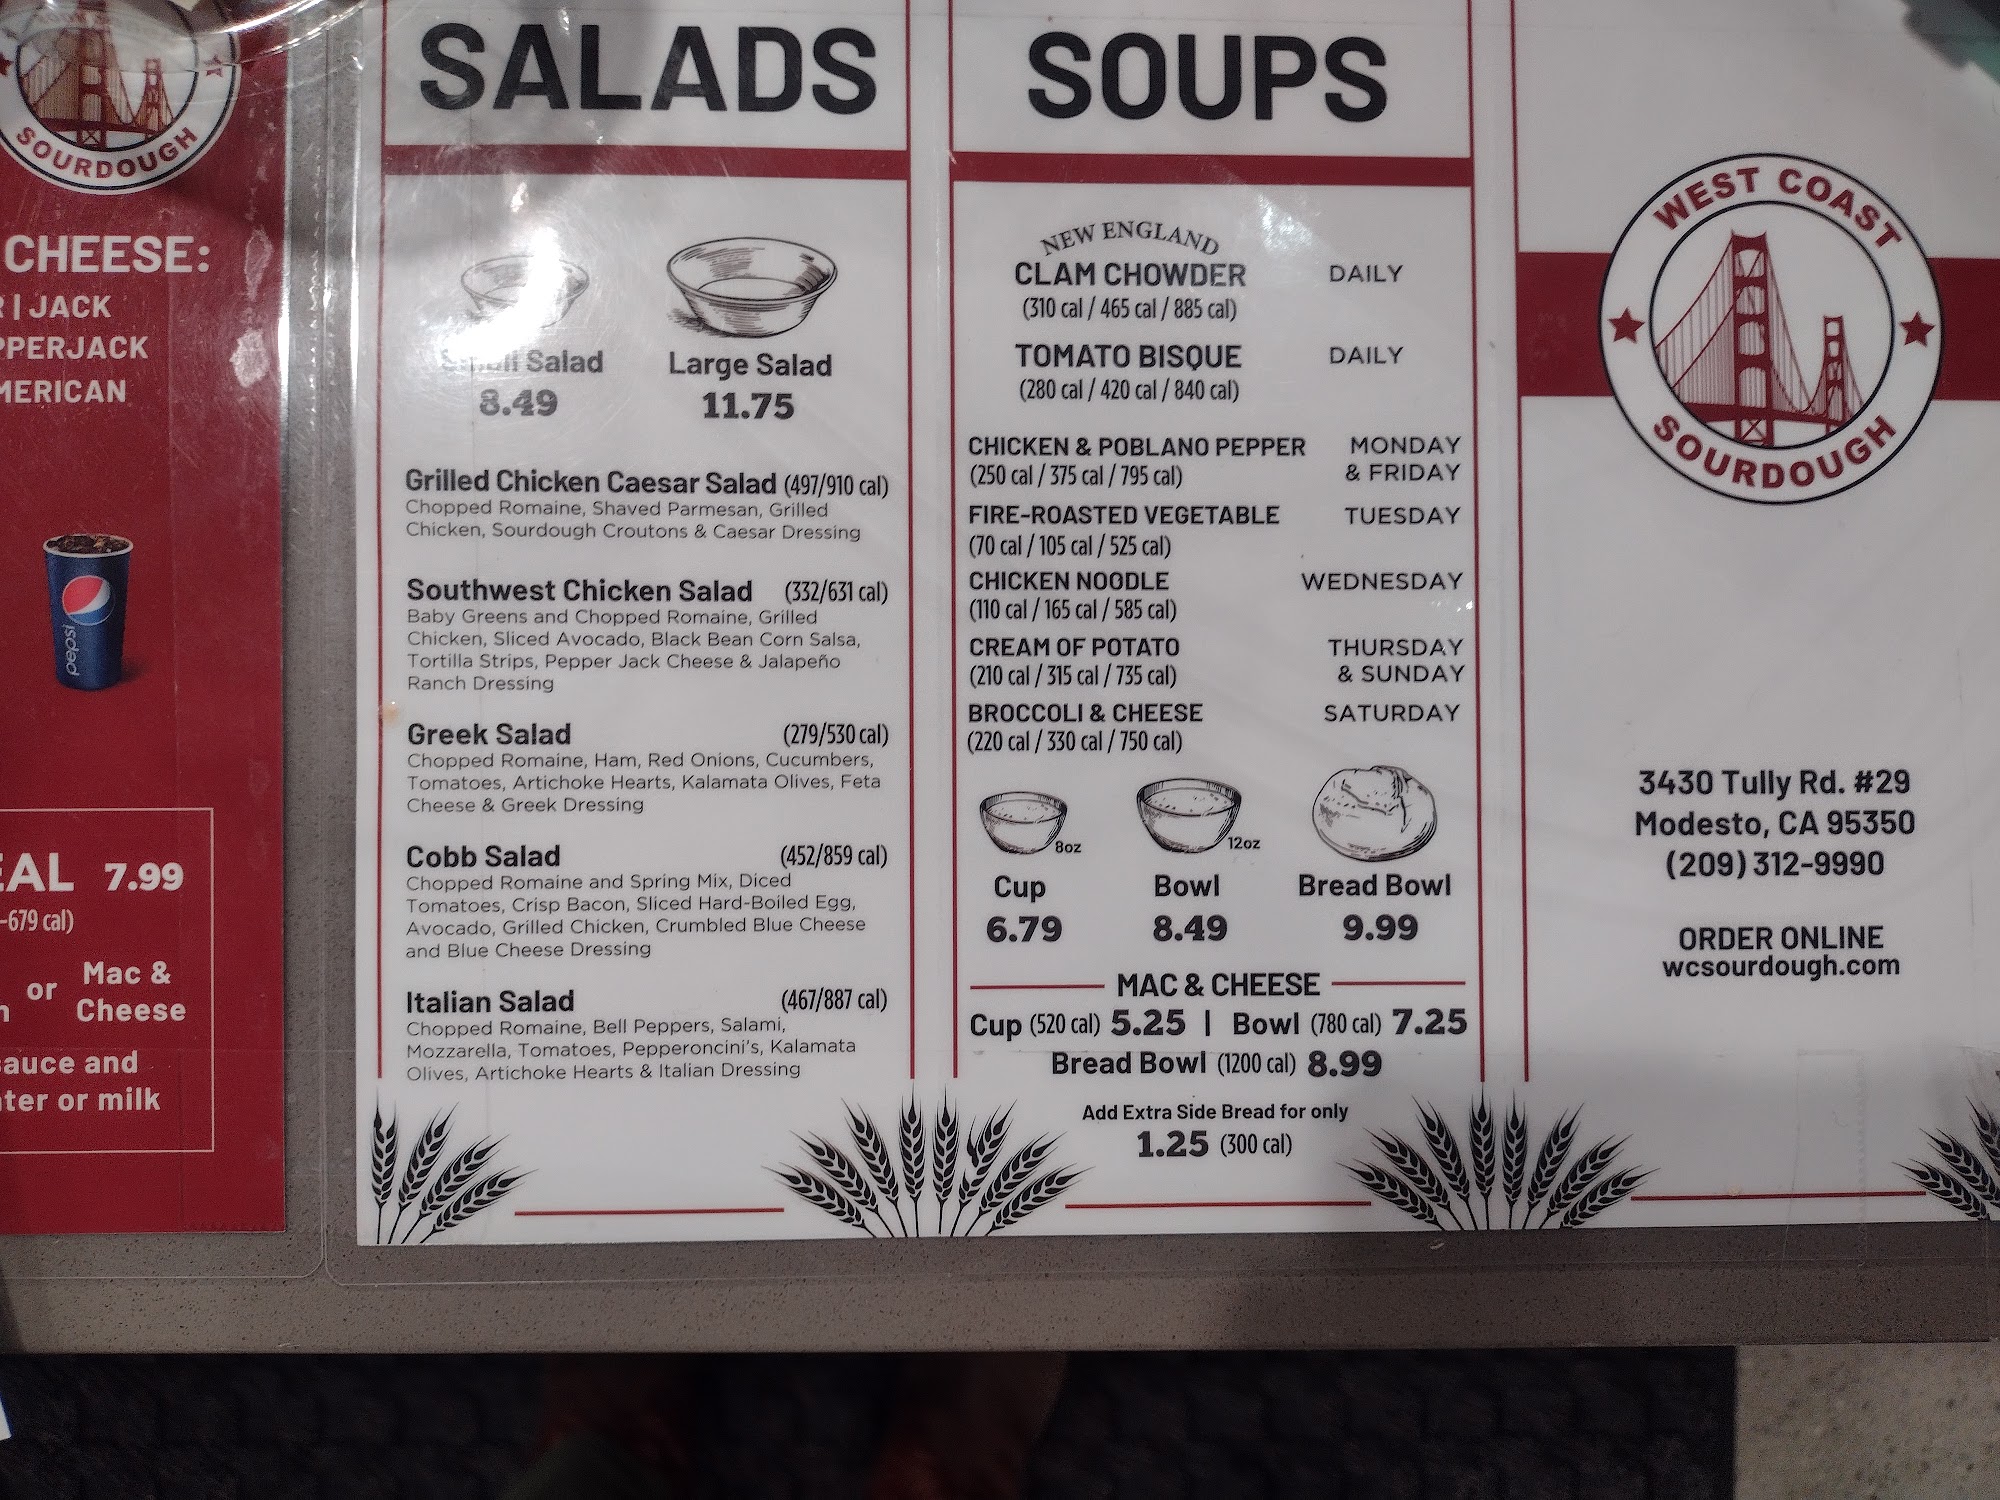 SOURDOUGH
CHEESE:
R | JACK
PPERJACK
MERICAN
pepsi
EAL 7.99
-679 cal)
or Mac &
Cheese
sauce and
ter or milk
SALADS
Small Salad
8.49
Large Salad
11.75
Grilled Chicken Caesar Salad (497/910 cal)
Chopped Romaine, Shaved Parmesan, Grilled
Chicken, Sourdough Croutons & Caesar Dressing
Southwest Chicken Salad (332/631 cal)
Baby Greens and Chopped Romaine, Grilled
Chicken, Sliced Avocado, Black Bean Corn Salsa,
Tortilla Strips, Pepper Jack Cheese & Jalapeño
Ranch Dressing
Greek Salad (279/530 cal)
Chopped Romaine, Ham, Red Onions, Cucumbers,
Tomatoes, Artichoke Hearts, Kalamata Olives, Feta
Cheese & Greek Dressing
Cobb Salad (452/859 cal)
Chopped Romaine and Spring Mix, Diced
Tomatoes, Crisp Bacon, Sliced Hard-Boiled Egg,
Avocado, Grilled Chicken, Crumbled Blue Cheese
and Blue Cheese Dressing
Italian Salad (467/887 cal)
Chopped Romaine, Bell Peppers, Salami,
Mozzarella, Tomatoes, Pepperoncini's, Kalamata
Olives, Artichoke Hearts & Italian Dressing
SOUPS
NEW ENGLAND
CLAM CHOWDER DAILY
(310 cal / 465 cal / 885 cal)
TOMATO BISQUE DAILY
(280 cal / 420 cal / 840 cal)
CHICKEN & POBLANO PEPPER MONDAY
(250 cal / 375 cal / 795 cal) & FRIDAY
FIRE-ROASTED VEGETABLE TUESDAY
(70 cal / 105 cal / 525 cal)
CHICKEN NOODLE WEDNESDAY
(110 cal / 165 cal / 585 cal)
CREAM OF POTATO THURSDAY
(210 cal / 315 cal / 735 cal) & SUNDAY
BROCCOLI & CHEESE SATURDAY
(220 cal / 330 cal / 750 cal)
8oz 12oz
Cup Bowl Bread Bowl
6.79 8.49 9.99
MAC & CHEESE
Cup (520 cal) 5.25 | Bowl (780 cal) 7.25
Bread Bowl (1200 cal) 8.99
Add Extra Side Bread for only
1.25 (300 cal)
WEST COAST
SOURDOUGH
3430 Tully Rd. #29
Modesto, CA 95350
(209) 312-9990
ORDER ONLINE
wcsourdough.com